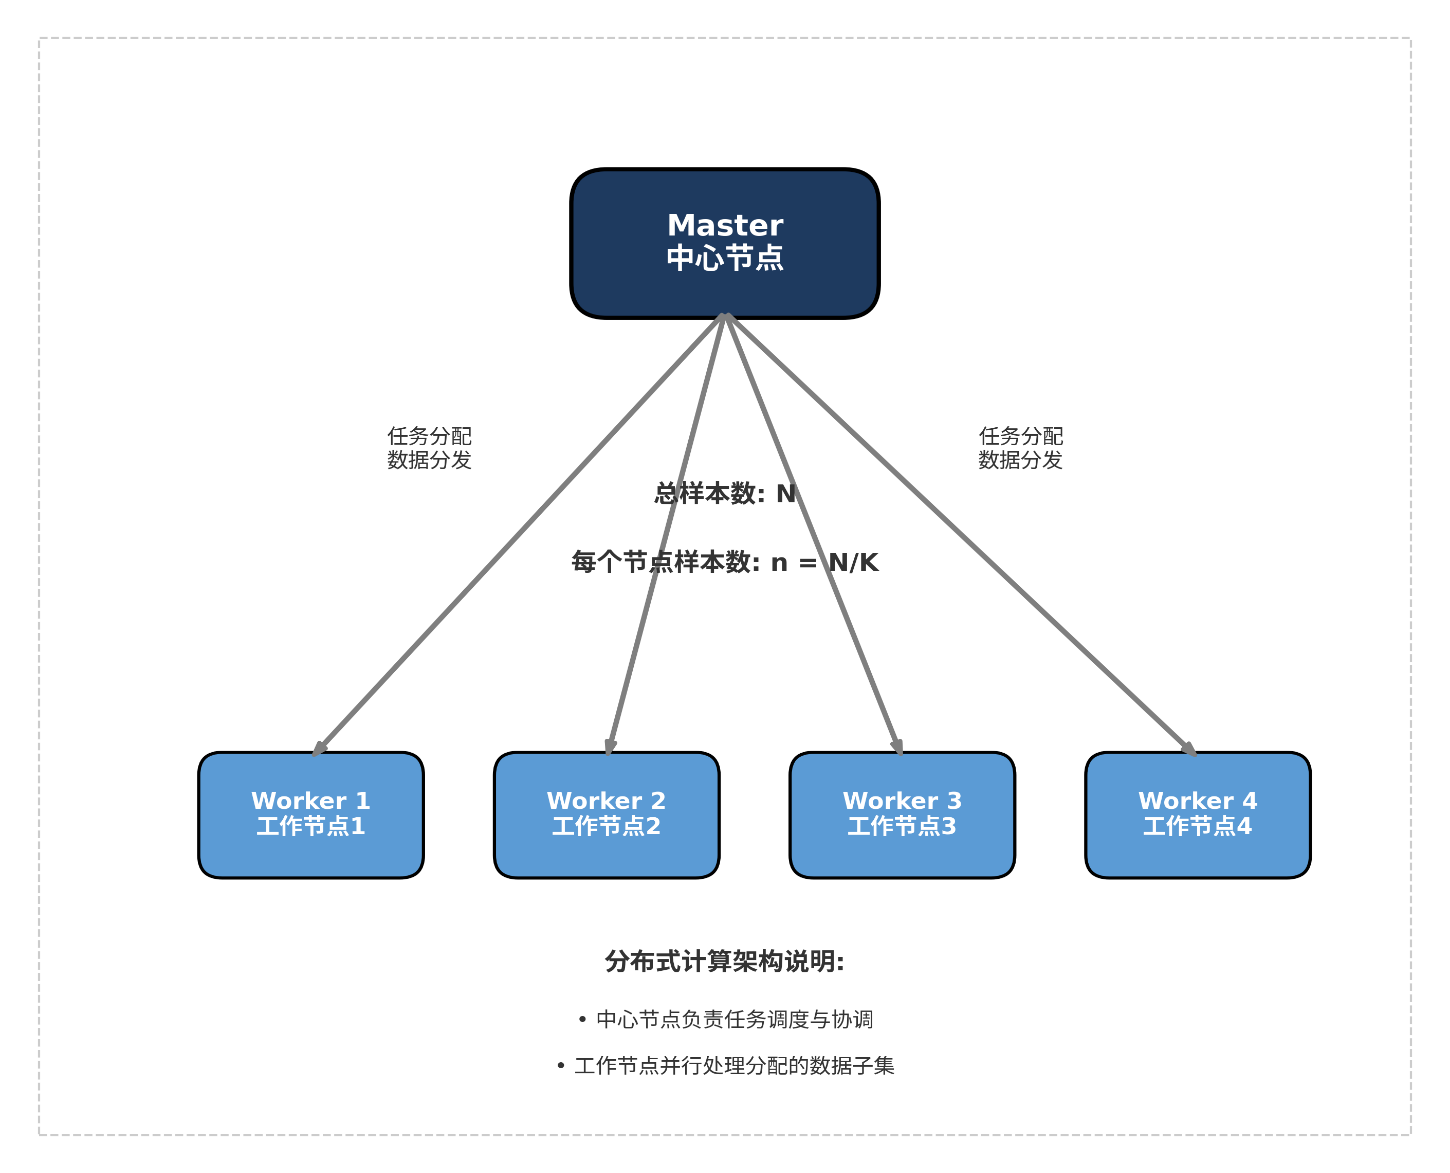 Master
中心节点
任务分配
数据分发
任务分配
数据分发
总样本数: N
每个节点样本数: n = N/K
Worker 1
工作节点1
Worker 2
工作节点2
Worker 3
工作节点3
Worker 4
工作节点4
分布式计算架构说明:
• 中心节点负责任务调度与协调
• 工作节点并行处理分配的数据子集